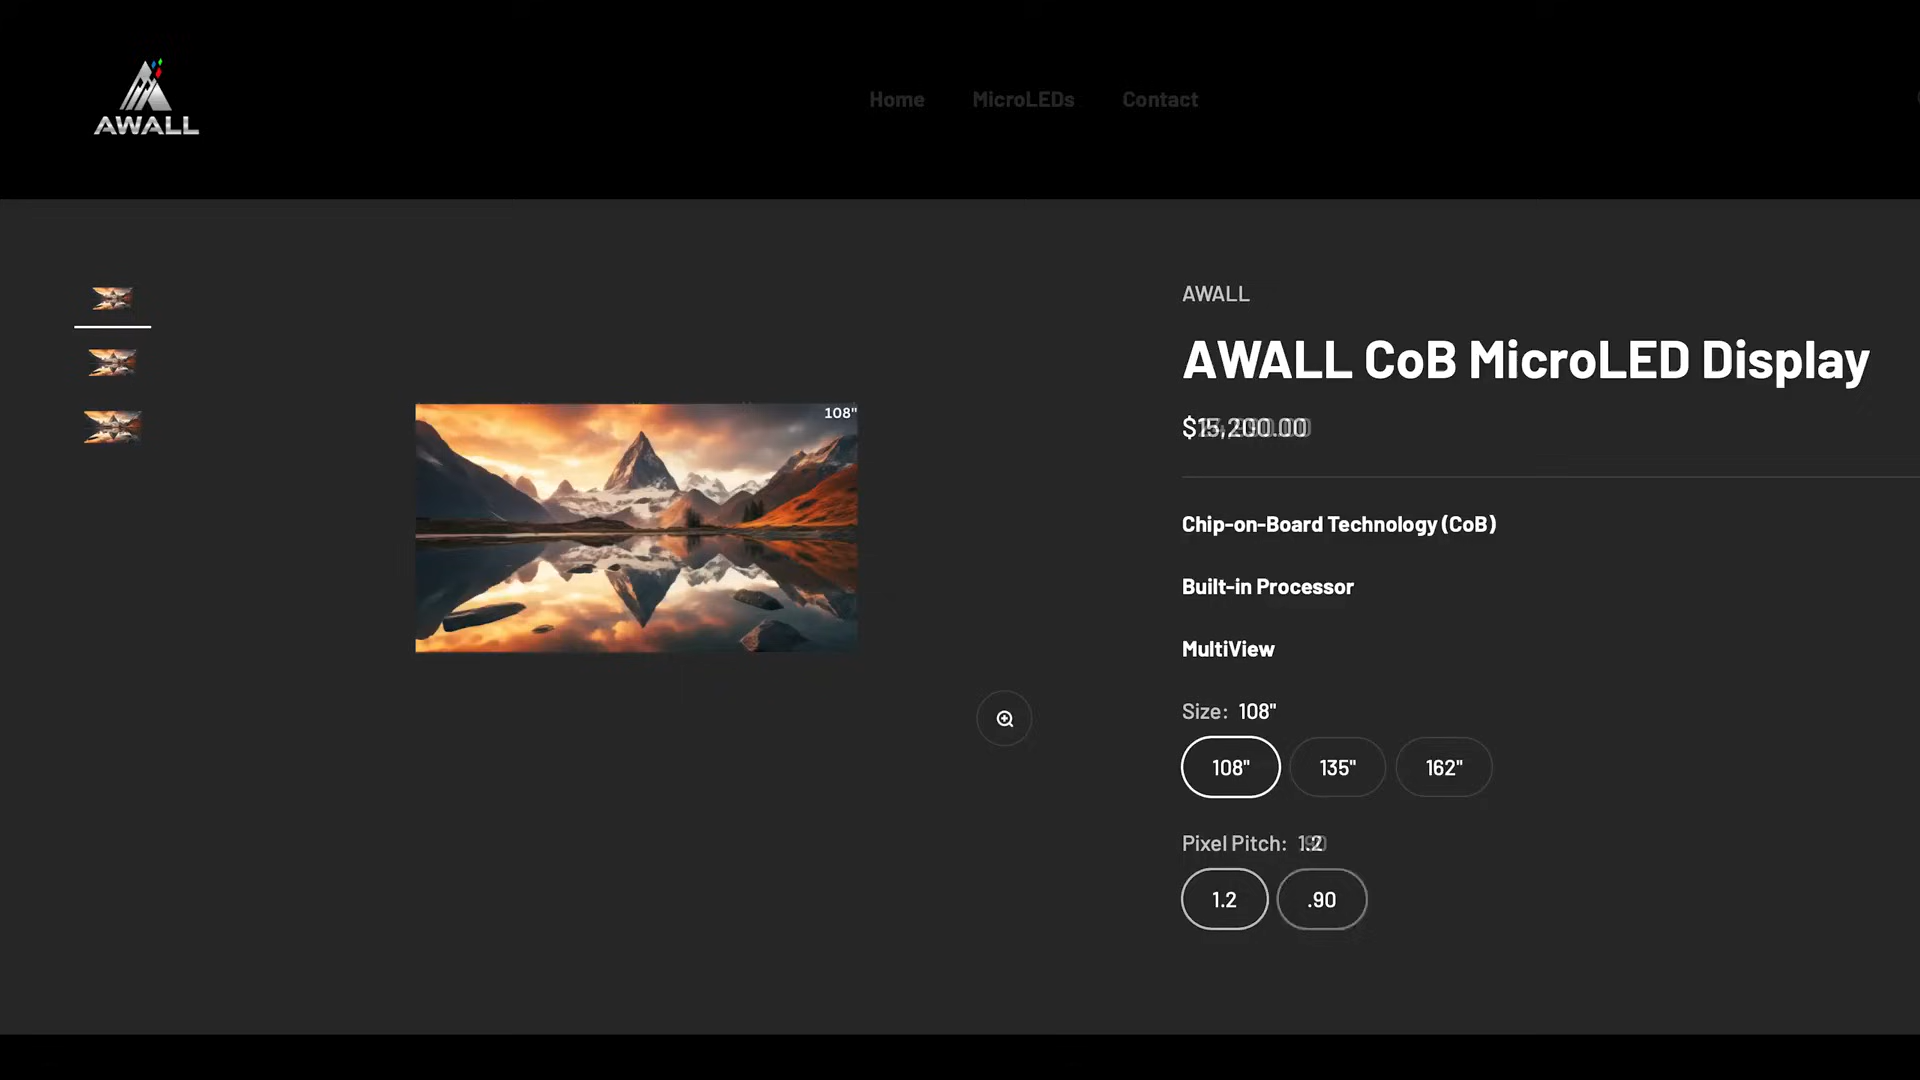 AWALL
Home MicroLEDs Contact
AWALL
AWALL CoB MicroLED Display
108"
Chip-on-Board Technology (CoB)
Built-in Processor
MultiView
Size: 108"
108" 135" 162"
Pixel Pitch:
1.2 .90